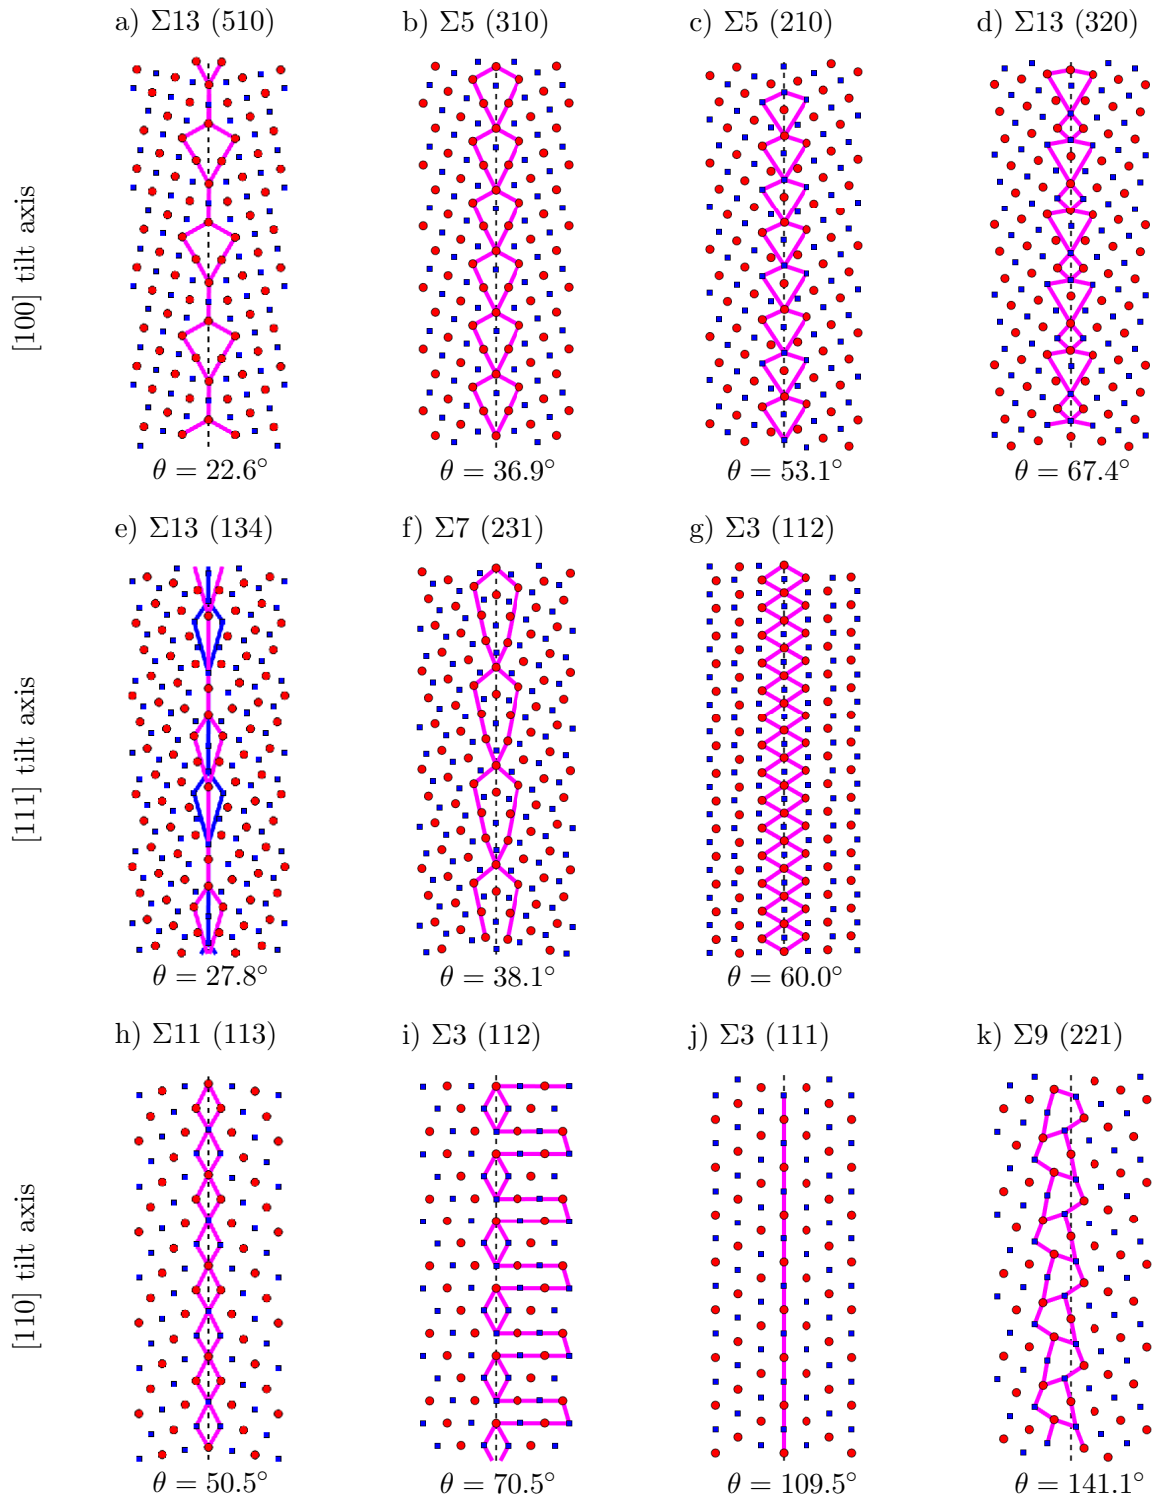 a) Σ13 (510)
b) Σ5 (310)
c) Σ5 (210)
d) Σ13 (320)
[100] tilt axis
θ = 22.6°
θ = 36.9°
θ = 53.1°
θ = 67.4°
e) Σ13 (134)
f) Σ7 (231)
g) Σ3 (112)
[111] tilt axis
θ = 27.8°
θ = 38.1°
θ = 60.0°
h) Σ11 (113)
i) Σ3 (112)
j) Σ3 (111)
k) Σ9 (221)
[110] tilt axis
θ = 50.5°
θ = 70.5°
θ = 109.5°
θ = 141.1°